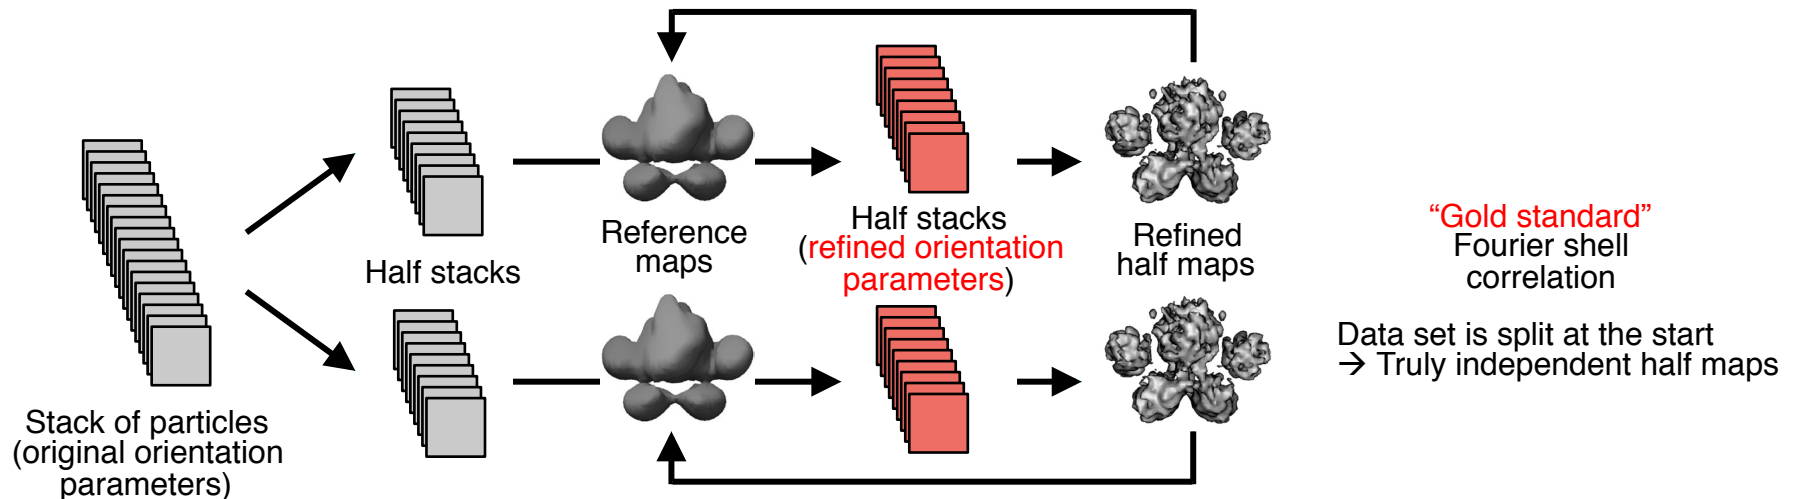 Stack of particles
(original orientation
parameters)
Half stacks
Reference
maps
Half stacks
(refined orientation
parameters)
Refined
half maps
“Gold standard”
Fourier shell
correlation
Data set is split at the start
→ Truly independent half maps